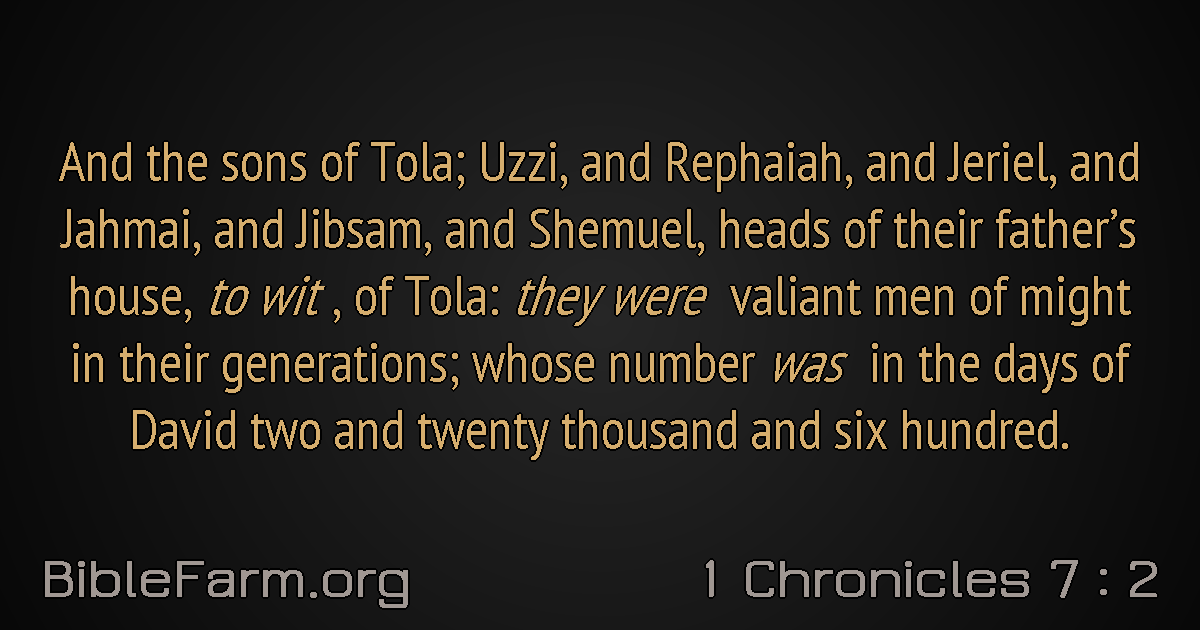 And the sons of Tola; Uzzi, and Rephaiah, and Jeriel, and
Jahmai, and Jibsam, and Shemuel, heads of their father’s
house, to wit , of Tola: they were valiant men of might
in their generations; whose number was in the days of
David two and twenty thousand and six hundred.
BibleFarm.org
1 Chronicles 7 : 2